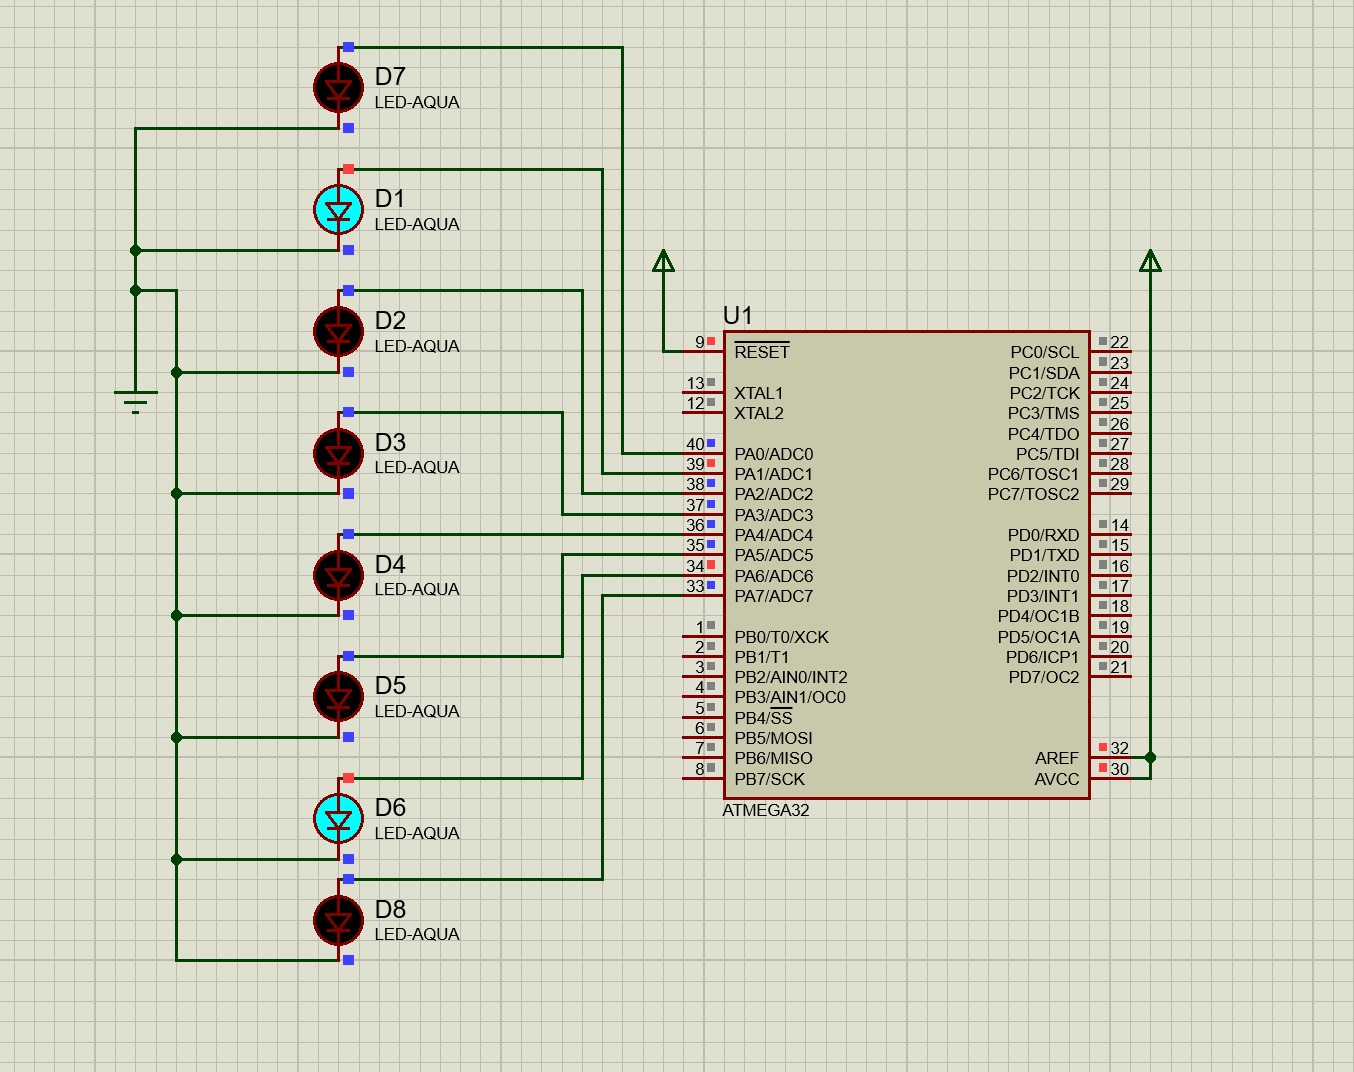 D7
LED-AQUA
D1
LED-AQUA
D2
LED-AQUA
D3
LED-AQUA
D4
LED-AQUA
D5
LED-AQUA
D6
LED-AQUA
D8
LED-AQUA
U1
9 RESET
13 XTAL1
12 XTAL2
40 PA0/ADC0
39 PA1/ADC1
38 PA2/ADC2
37 PA3/ADC3
36 PA4/ADC4
35 PA5/ADC5
34 PA6/ADC6
33 PA7/ADC7
1 PB0/T0/XCK
2 PB1/T1
3 PB2/AIN0/INT2
4 PB3/AIN1/OC0
5 PB4/SS
6 PB5/MOSI
7 PB6/MISO
8 PB7/SCK
PC0/SCL 22
PC1/SDA 23
PC2/TCK 24
PC3/TMS 25
PC4/TDO 26
PC5/TDI 27
PC6/TOSC1 28
PC7/TOSC2 29
PD0/RXD 14
PD1/TXD 15
PD2/INT0 16
PD3/INT1 17
PD4/OC1B 18
PD5/OC1A 19
PD6/ICP1 20
PD7/OC2 21
AREF 32
AVCC 30
ATMEGA32